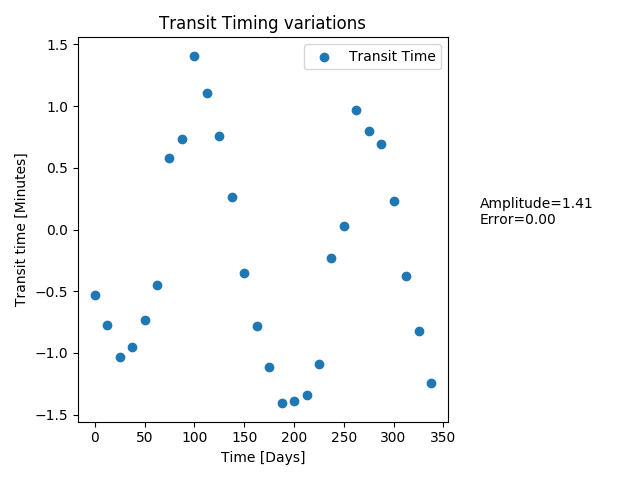 Transit Timing variations
Transit Time
1.5
1.0
0.5
0.0
−0.5
−1.0
−1.5
Transit time [Minutes]
0 50 100 150 200 250 300 350
Time [Days]
Amplitude=1.41
Error=0.00